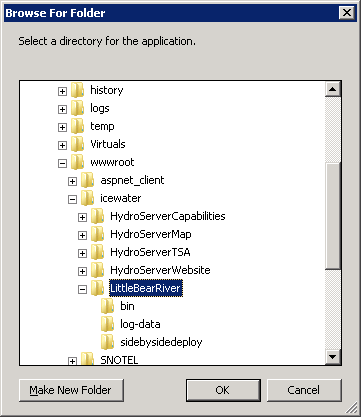 Browse For Folder
Select a directory for the application.
history
logs
temp
Virtuals
wwwroot
aspnet_client
icewater
HydroServerCapabilities
HydroServerMap
HydroServerTSA
HydroServerWebsite
LittleBearRiver
bin
log-data
sidebysidedeploy
SNOTEL
Make New Folder
OK
Cancel